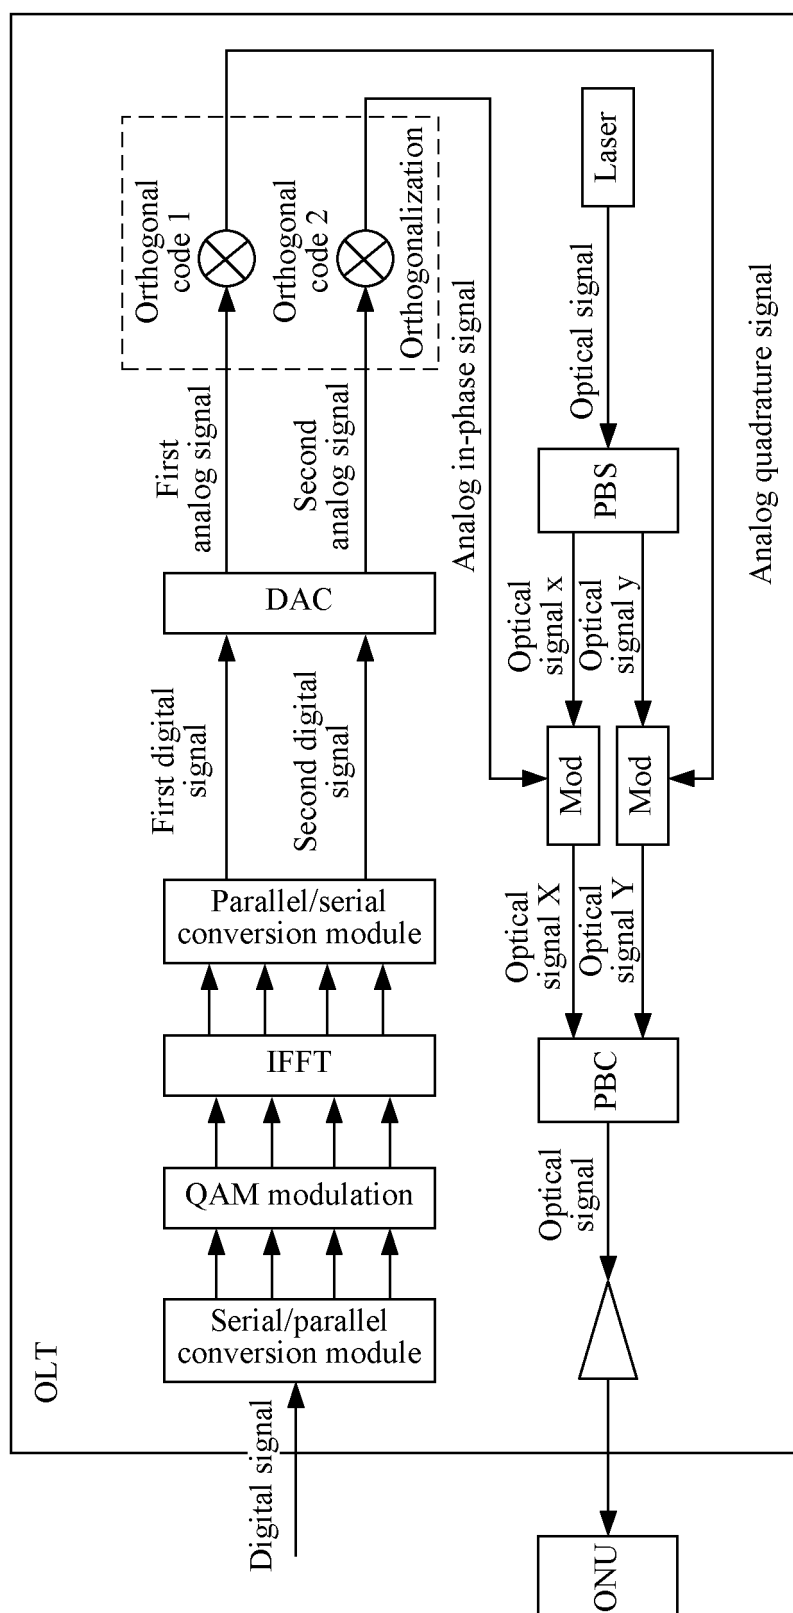 OLT
Digital signal
Serial/parallel
conversion module
QAM modulation
IFFT
Parallel/serial
conversion module
First digital
signal
Second digital
signal
DAC
First
analog signal
Second
analog signal
Orthogonal
code 1
Orthogonal
code 2
Orthogonalization
Analog in-phase signal
Analog quadrature signal
Laser
Optical signal
PBS
Optical
signal x
Optical
signal y
Mod
Mod
Optical
signal X
Optical
signal Y
PBC
Optical
signal
ONU